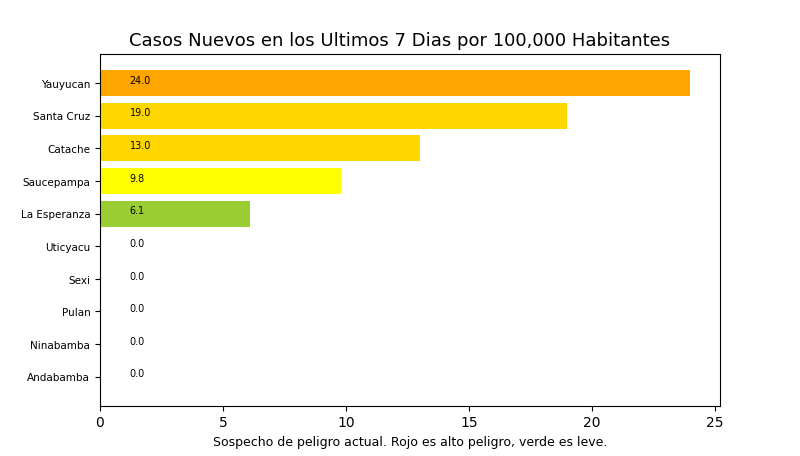 Casos Nuevos en los Ultimos 7 Dias por 100,000 Habitantes
Yauyucan 24.0
Santa Cruz 19.0
Catache 13.0
Saucepampa 9.8
La Esperanza 6.1
Uticyacu 0.0
Sexi 0.0
Pulan 0.0
Ninabamba 0.0
Andabamba 0.0
0 5 10 15 20 25
Sospecho de peligro actual. Rojo es alto peligro, verde es leve.